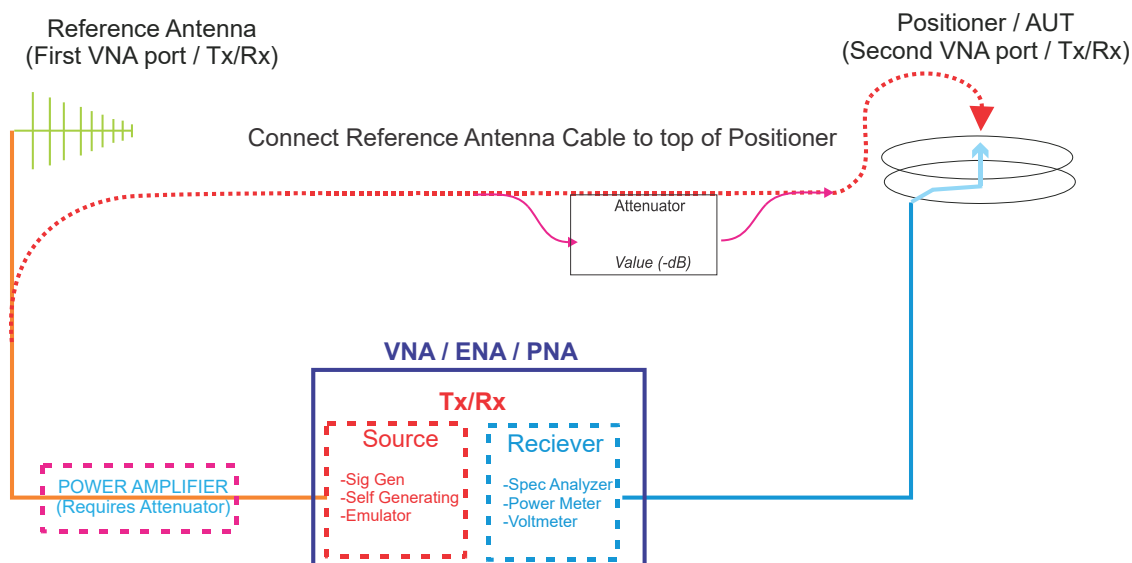 Reference Antenna
(First VNA port / Tx/Rx)
Positioner / AUT
(Second VNA port / Tx/Rx)
Connect Reference Antenna Cable to top of Positioner
Attenuator
Value (-dB)
VNA / ENA / PNA
Tx/Rx
Source
-Sig Gen
-Self Generating
-Emulator
Reciever
-Spec Analyzer
-Power Meter
-Voltmeter
POWER AMPLIFIER
(Requires Attenuator)